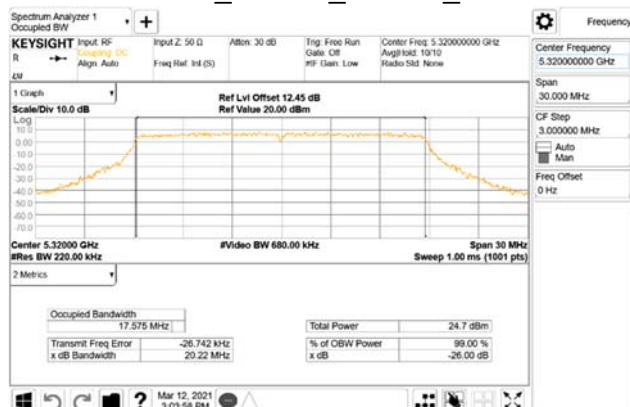 Spectrum Analyzer 1
Occupied BW
+
Frequency
KEYSIGHT Input: RF
R Coupling: DC
Align: Auto
Input Z: 50 Ω
Freq Ref: Int (S)
Atten: 30 dB
Trig: Free Run
Gate: Off
#IF Gain: Low
Center Freq: 5.320000000 GHz
Avg|Hold: 10/10
Radio Std: None
Center Frequency
5.320000000 GHz
Span
30.000 MHz
CF Step
3.000000 MHz
Auto
Man
Freq Offset
0 Hz
1 Graph
Scale/Div 10.0 dB
Ref Lvl Offset 12.45 dB
Ref Value 20.00 dBm
Log
10.0
0.00
-10.0
-20.0
-30.0
-40.0
-50.0
-60.0
-70.0
Center 5.32000 GHz
#Res BW 220.00 kHz
#Video BW 680.00 kHz
Span 30 MHz
Sweep 1.00 ms (1001 pts)
2 Metrics
Occupied Bandwidth
17.575 MHz
Transmit Freq Error -26.742 kHz
x dB Bandwidth 20.22 MHz
Total Power 24.7 dBm
% of OBW Power 99.00 %
x dB -26.00 dB
?
Mar 12, 2021